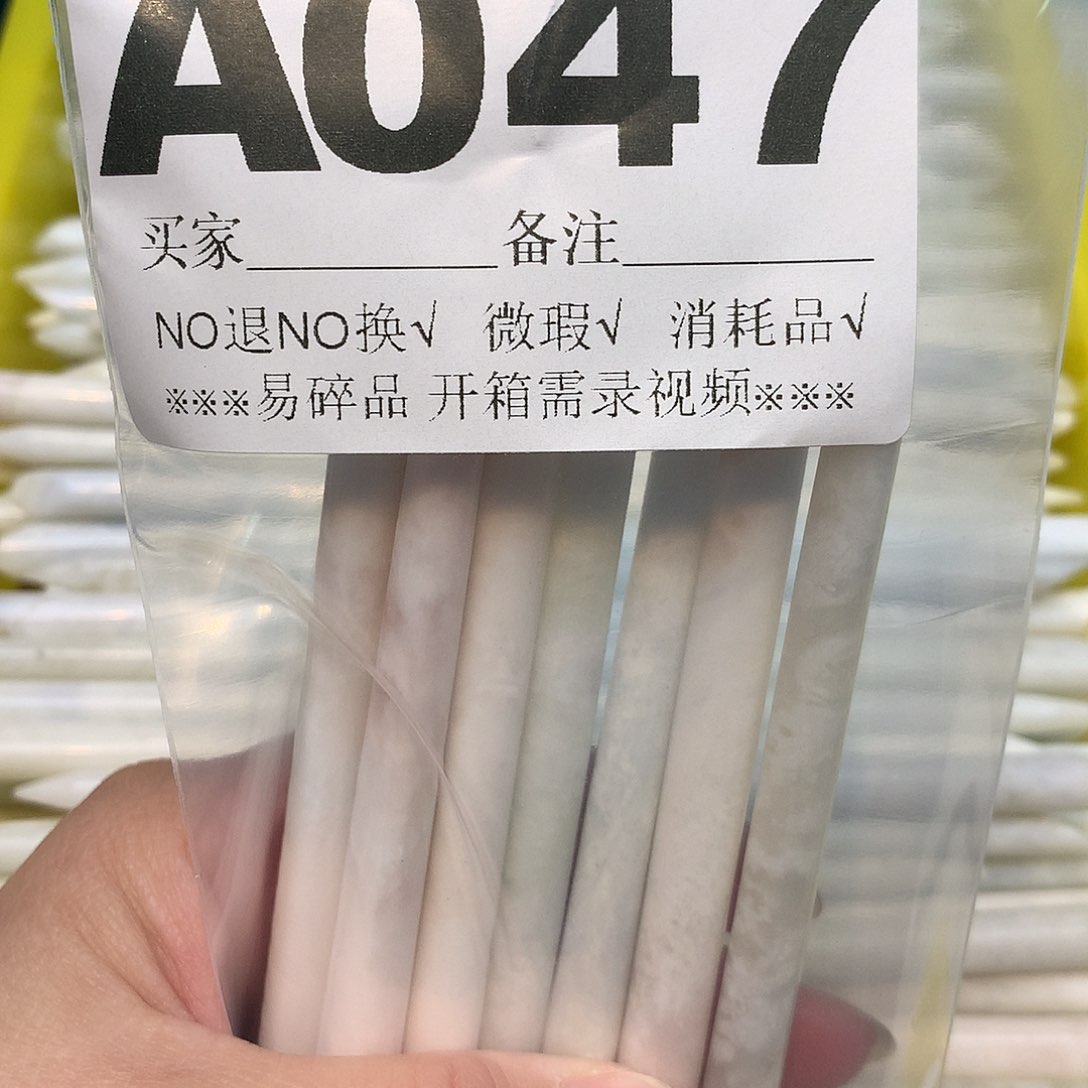 A047
买家__________备注__________
NO退NO换√ 微瑕√ 消耗品√
※※※易碎品 开箱需录视频※※※